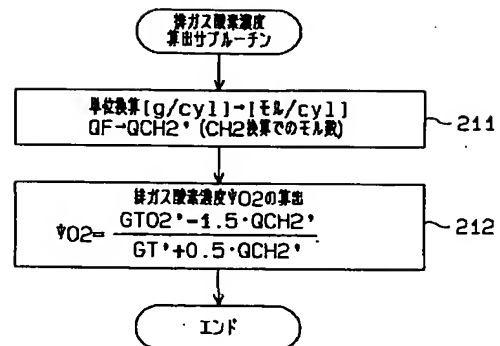 排ガス酸素濃度
算出サブルーチン
単位換算[g/cyl]→[モル/cyl]
QF→QCH2' (CH2換算でのモル数)
211
排ガス酸素濃度ΨO2の算出
ΨO2= GTO2'-1.5·QCH2'
GT'+0.5·QCH2'
212
エンド